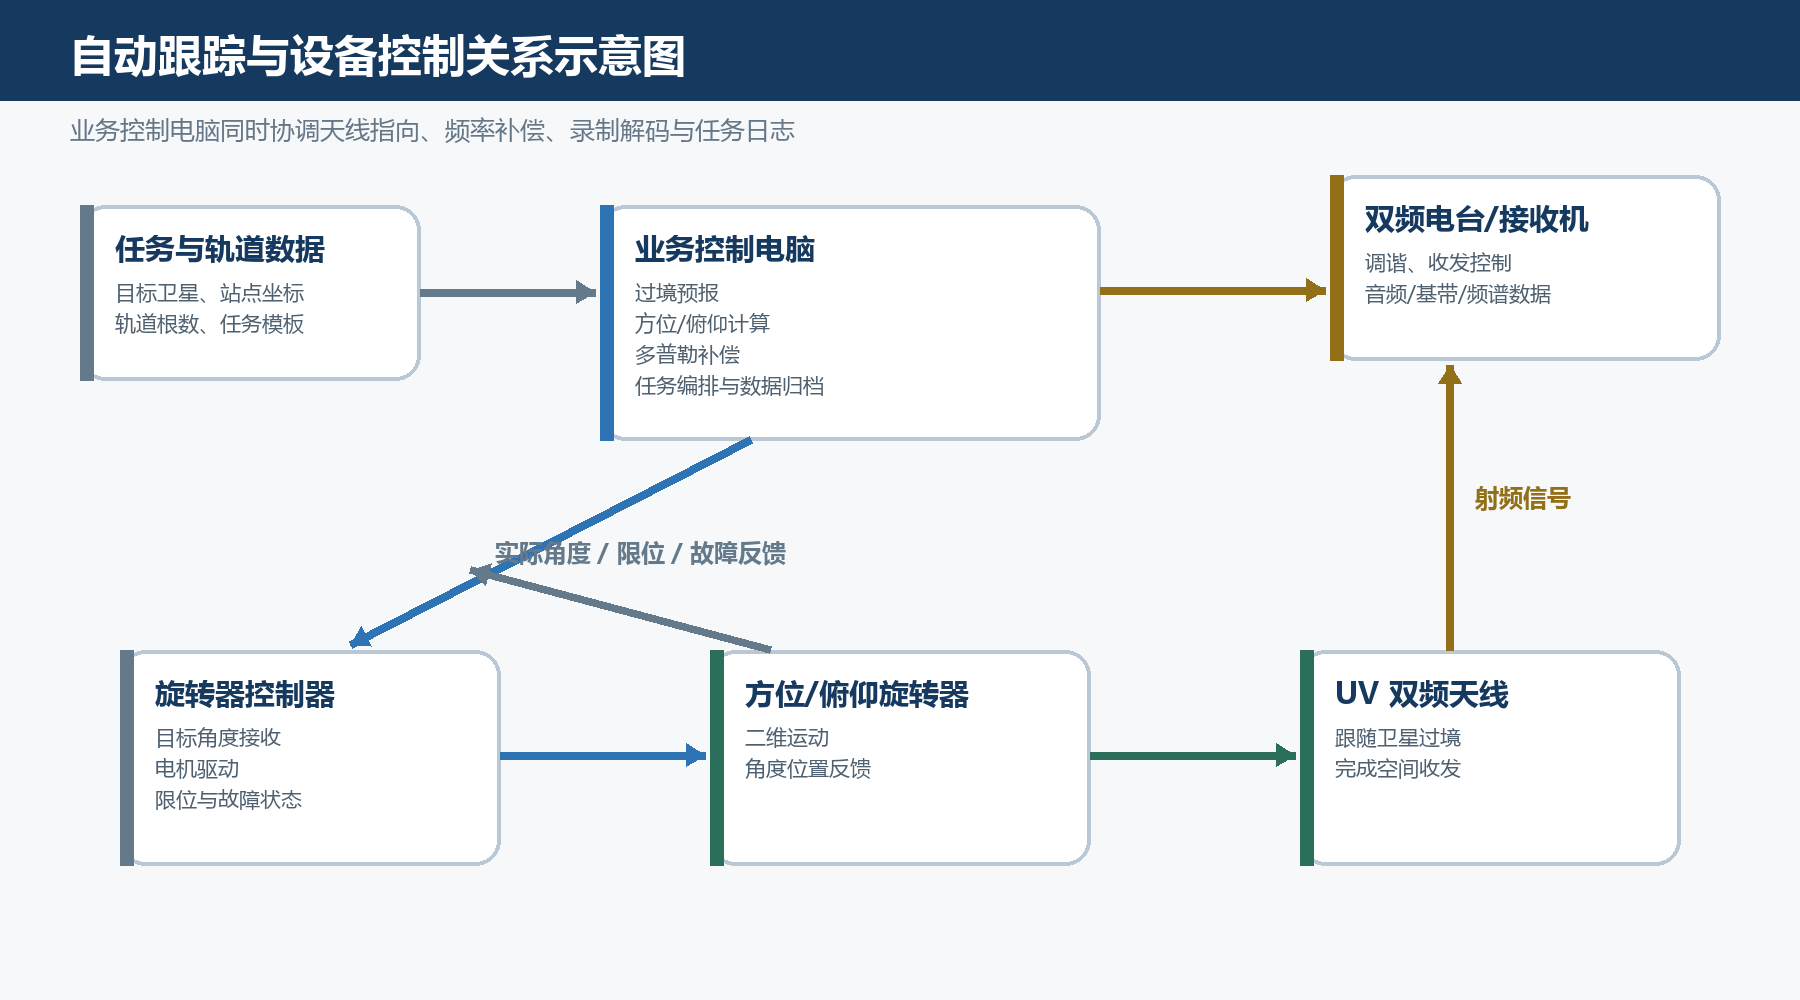 自动跟踪与设备控制关系示意图
业务控制电脑同时协调天线指向、频率补偿、录制解码与任务日志
任务与轨道数据
目标卫星、站点坐标
轨道根数、任务模板
业务控制电脑
过境预报
方位/俯仰计算
多普勒补偿
任务编排与数据归档
双频电台/接收机
调谐、收发控制
音频/基带/频谱数据
射频信号
实际角度 / 限位 / 故障反馈
旋转器控制器
目标角度接收
电机驱动
限位与故障状态
方位/俯仰旋转器
二维运动
角度位置反馈
UV 双频天线
跟随卫星过境
完成空间收发